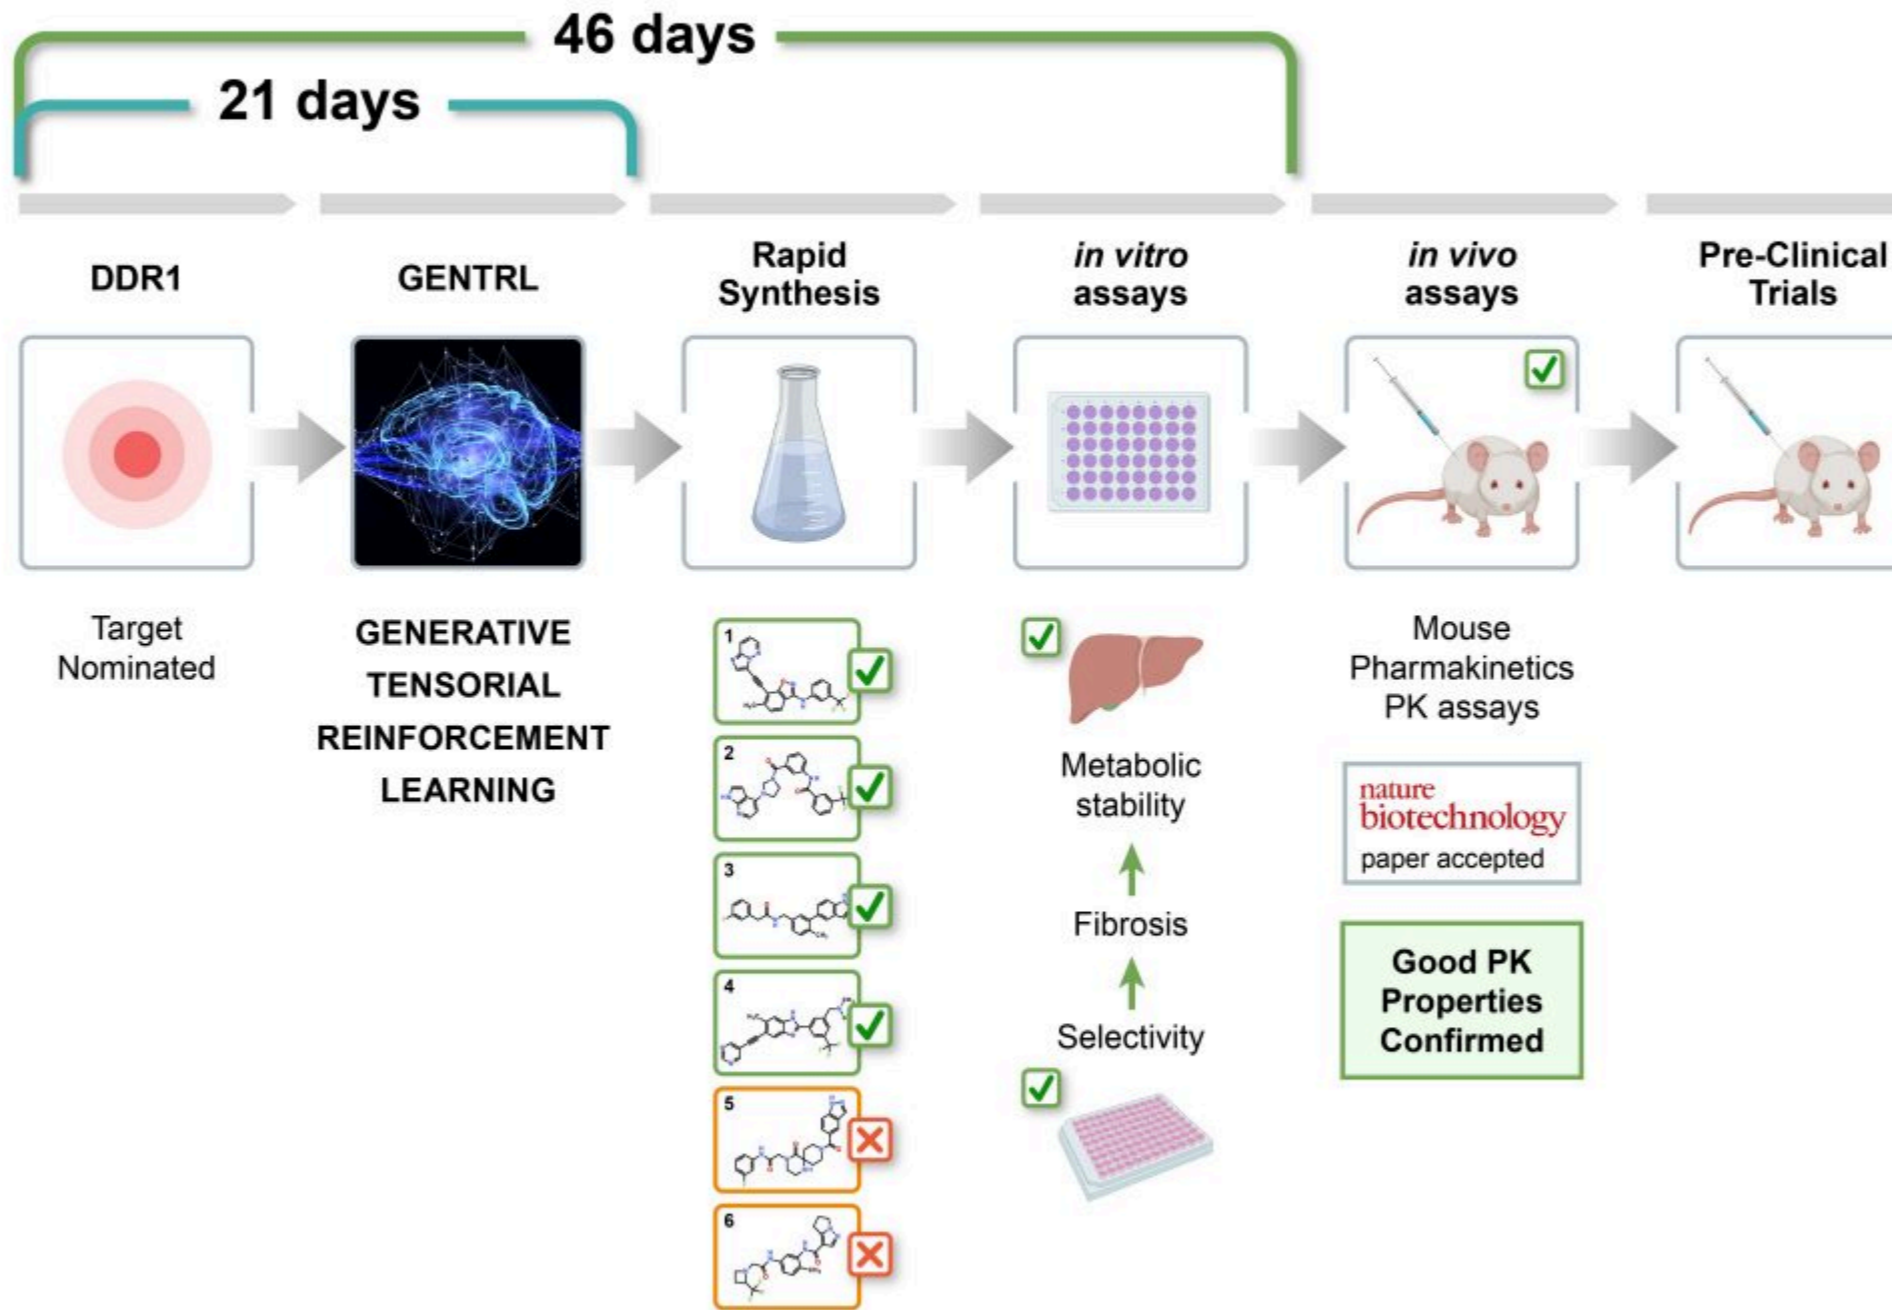 46 days
21 days
DDR1
GENTRL
Rapid
Synthesis
in vitro
assays
in vivo
assays
Pre-Clinical
Trials
Target
Nominated
GENERATIVE
TENSORIAL
REINFORCEMENT
LEARNING
1
2
3
4
5
6
Metabolic
stability
Fibrosis
Selectivity
Mouse
Pharmakinetics
PK assays
nature
biotechnology
paper accepted
Good PK
Properties
Confirmed